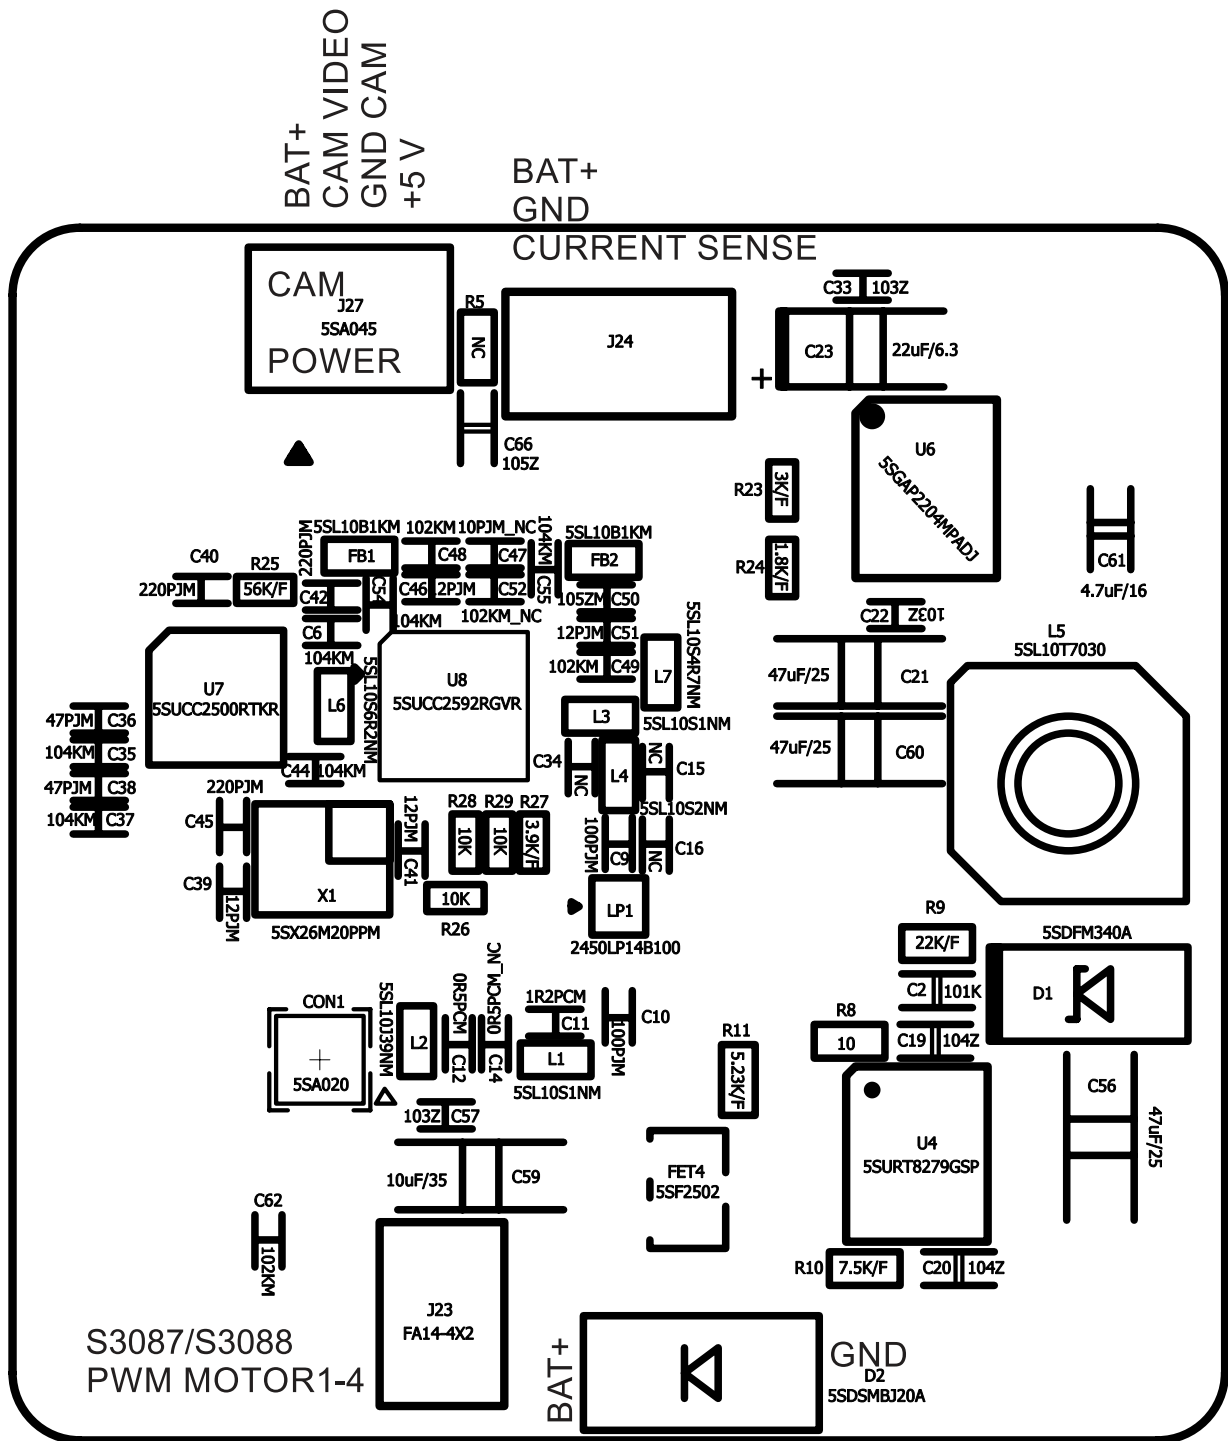 BAT+
CAM VIDEO
GND CAM
+5 V
BAT+
GND
CURRENT SENSE
CAM
J27
5SA045
POWER
R5
NC
J24
C66
105Z
C33
103Z
C23
22uF/6.3
+
U6
5SGAP2204MPADJ
R23
3K/F
R24
1.8K/F
C61
4.7uF/16
C22
103Z
47uF/25
C21
47uF/25
C60
L5
5SL10T7030
C40
220PJM
R25
56K/F
220PJM
C42
C6
104KM
5SL10B1KM
FB1
C54
104KM
102KM
C48
C46
12PJM
10PJM_NC
C47
C52
102KM_NC
104KM
C55
5SL10B1KM
FB2
105ZM
C50
12PJM
C51
102KM
C49
5SL10S4R7NM
L7
U7
5SUCC2500RTKR
L6
5SL10S6R2NM
U8
5SUCC2592RGVR
L3
5SL10S1NM
C34
NC
L4
5SL10S2NM
NC
C15
47PJM
C36
104KM
C35
47PJM
C38
104KM
C37
C44
104KM
220PJM
C45
C39
12PJM
X1
5SX26M20PPM
12PJM
C41
R28
10K
R29
10K
R27
3.9K/F
10K
R26
100PJM
C9
NC
C16
LP1
2450LP14B100
R9
22K/F
C2
101K
R8
10
C19
104Z
5SDFM340A
D1
CON1
5SA020
5SL10J39NM
L2
0R5PCM
C12
0R5PCM_NC
C14
1R2PCM
C11
L1
5SL10S1NM
C10
100PJM
R11
5.23K/F
103Z
C57
10uF/35
C59
FET4
5SF2502
U4
5SURT8279GSP
C56
47uF/25
C62
102KM
R10
7.5K/F
C20
104Z
J23
FA14-4X2
S3087/S3088
PWM MOTOR1-4
BAT+
GND
D2
5SDSMBJ20A